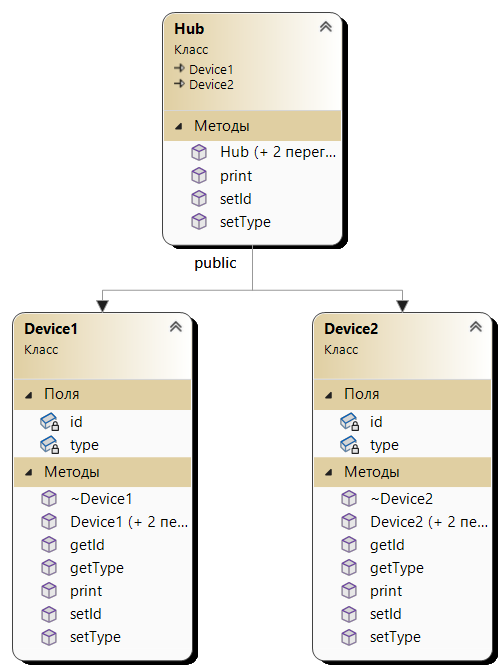 Hub
Класс
Device1
Device2
Методы
Hub (+ 2 перег...
print
setId
setType
public
Device1
Класс
Поля
id
type
Методы
~Device1
Device1 (+ 2 пе...
getId
getType
print
setId
setType
Device2
Класс
Поля
id
type
Методы
~Device2
Device2 (+ 2 пе...
getId
getType
print
setId
setType